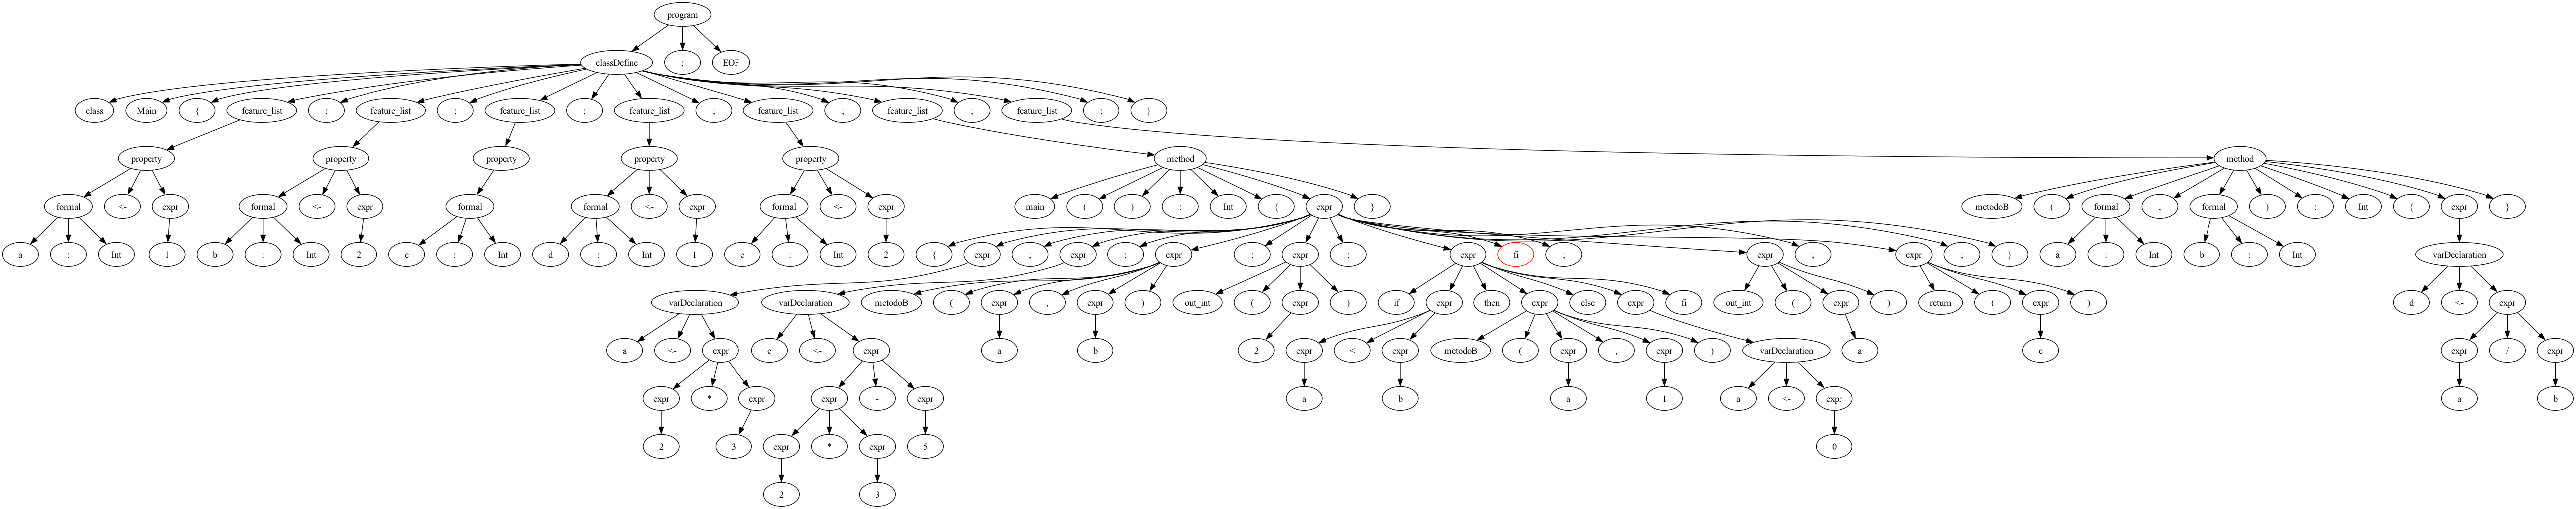 program
classDefine ; EOF
class Main { feature_list ; feature_list ; feature_list ; feature_list ; feature_list ; feature_list ; feature_list ; }
property property property property property method method
formal <- expr formal <- expr formal formal <- expr formal <- expr main ( ) : Int { expr } metodoB ( formal , formal ) : Int { expr }
a : Int 1 b : Int 2 c : Int d : Int 1 e : Int 2 { expr ; expr ; expr ; expr ; expr fi ; expr ; expr ; } a : Int b : Int varDeclaration
varDeclaration varDeclaration metodoB ( expr , expr ) out_int ( expr ) if expr then expr else expr fi out_int ( expr ) return ( expr ) d <- expr
a <- expr c <- expr a b 2 expr < expr metodoB ( expr , expr ) varDeclaration a c expr / expr
expr * expr expr - expr a b a 1 a <- expr a b
2 3 expr * expr 5 0
2 3